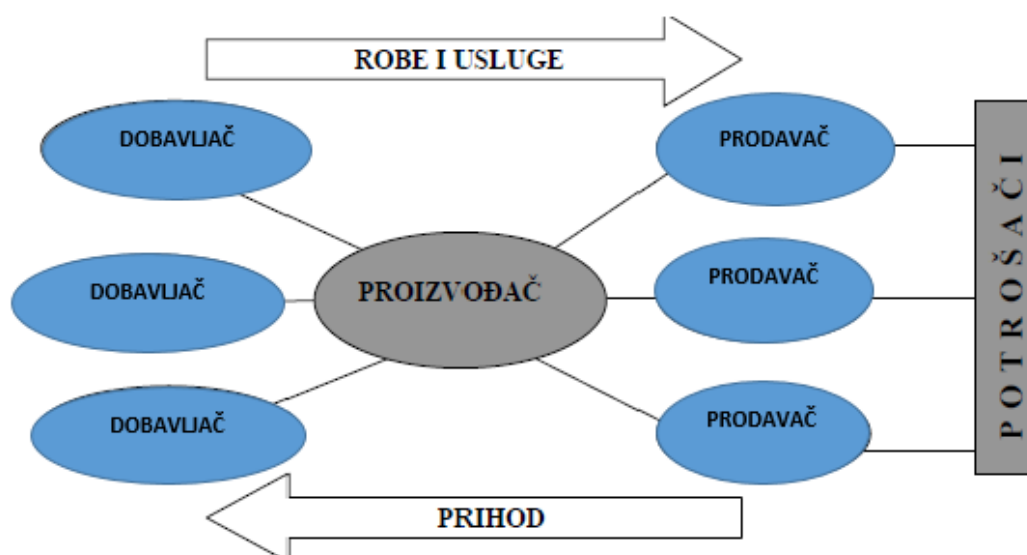 ROBE I USLUGE
DOBAVLJAČ
PRODAVAČ
DOBAVLJAČ
PROIZVOĐAČ
PRODAVAČ
DOBAVLJAČ
PRODAVAČ
POTROŠAČI
PRIHOD